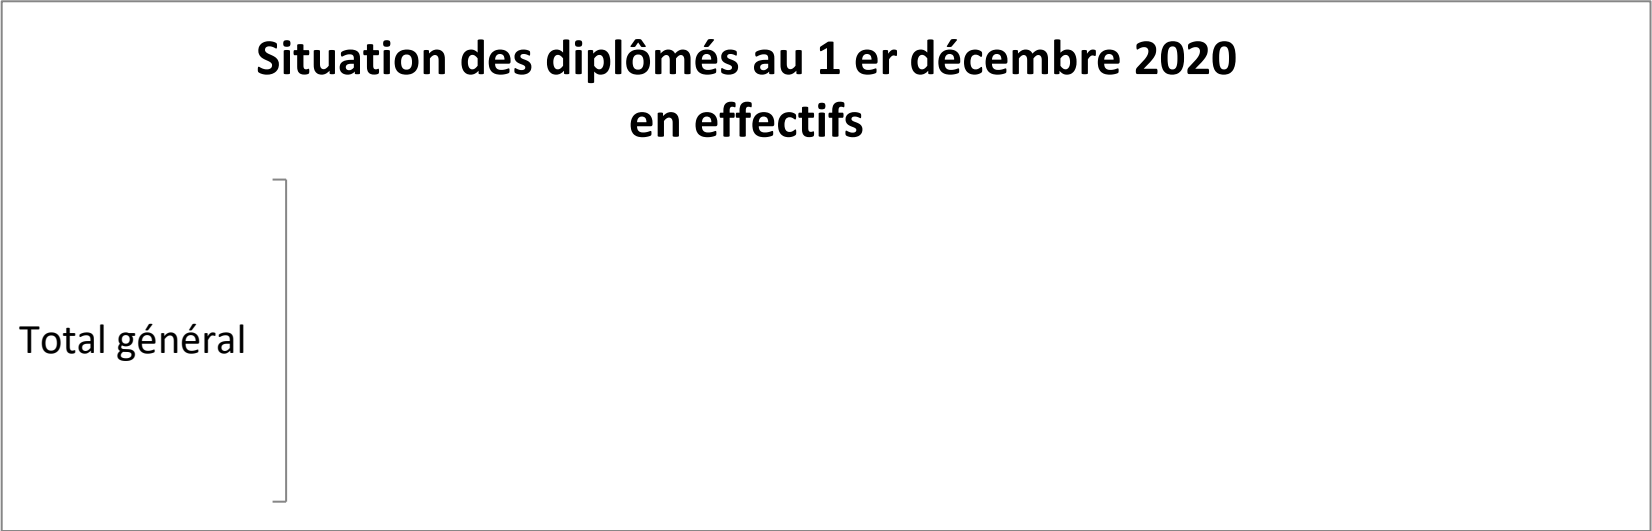 Situation des diplômés au 1 er décembre 2020
en effectifs
Total général